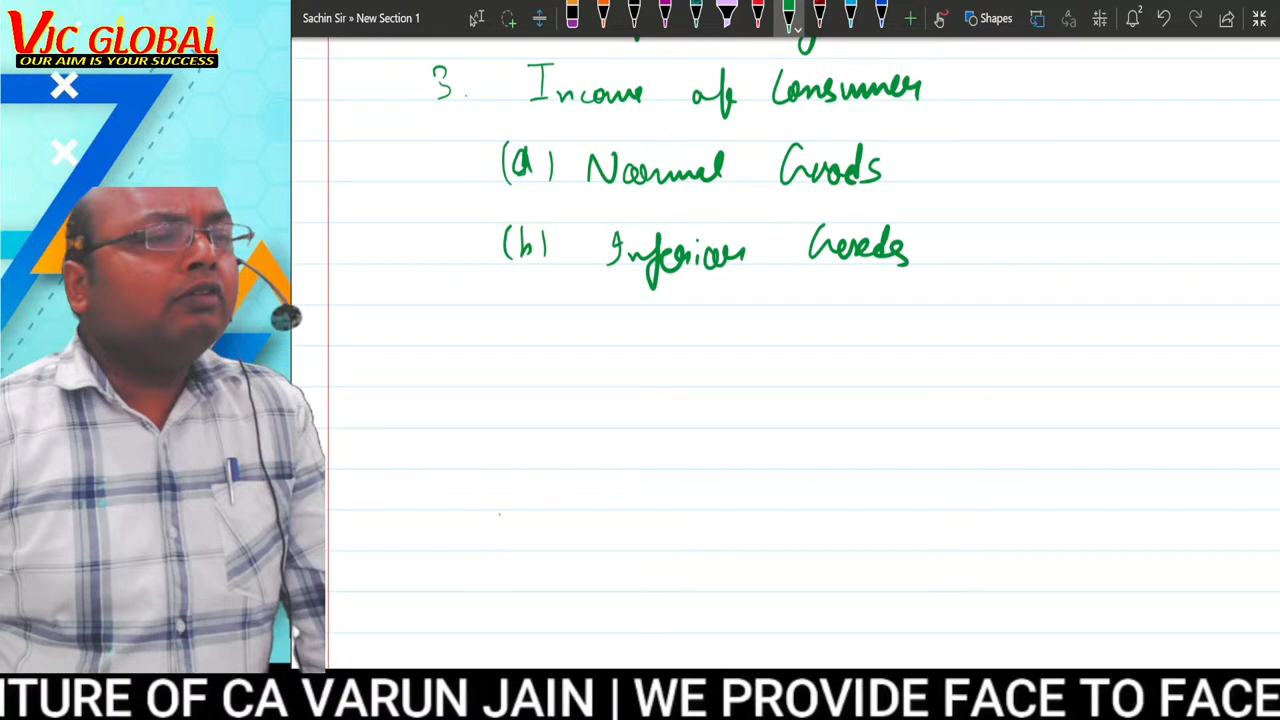 VJC GLOBAL
OUR AIM IS YOUR SUCCESS
Sachin Sir » New Section 1
Shapes
2
3. Income of Consumer
(a) Normal Goods
(b) Inferior Goods
ITURE OF CA VARUN JAIN | WE PROVIDE FACE TO FACE